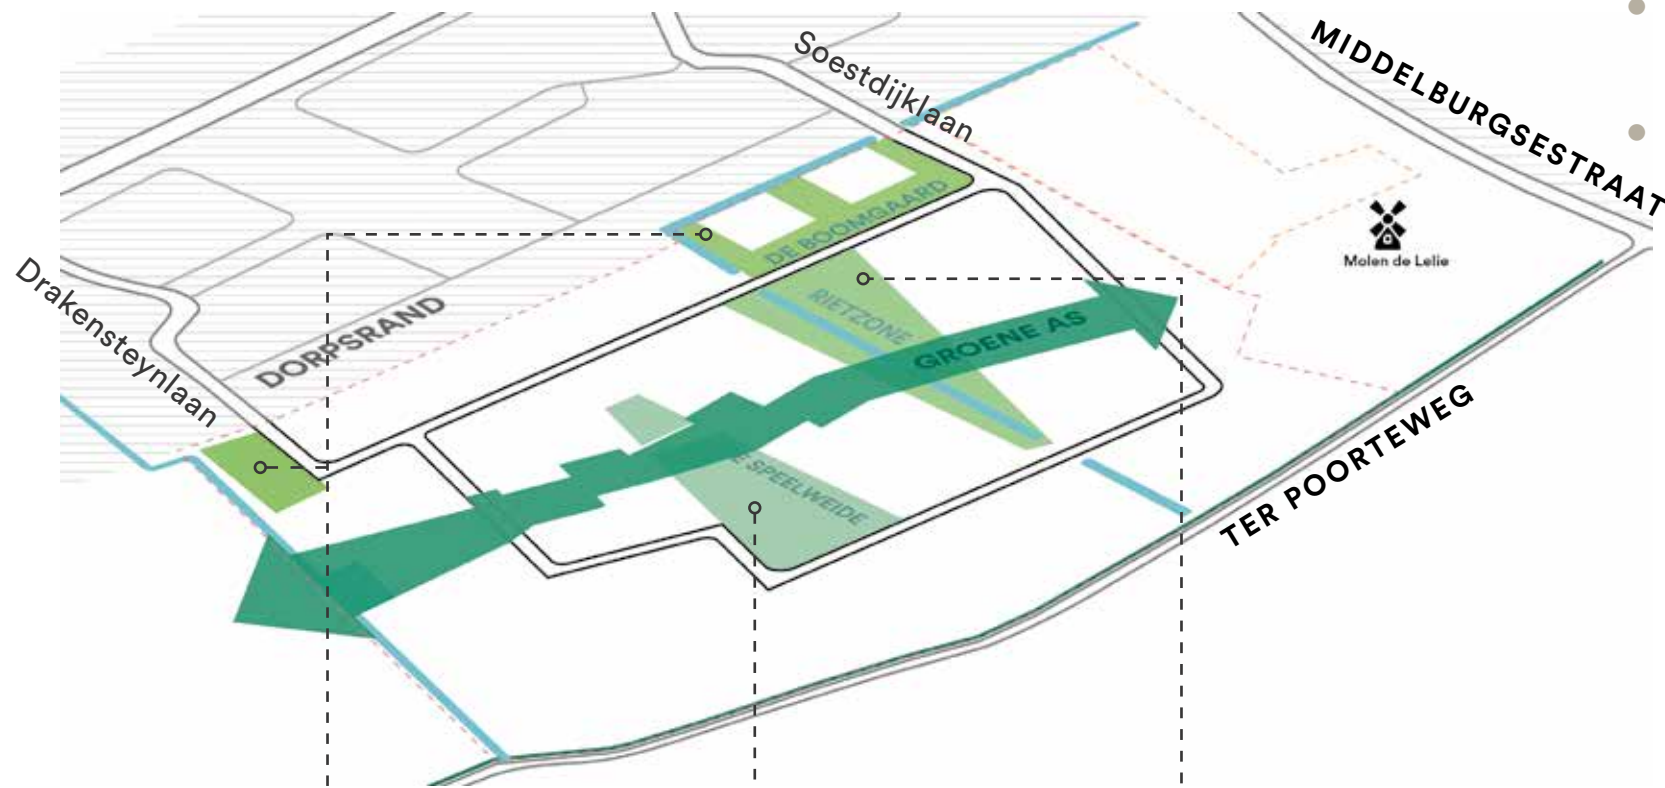 MIDDELBURGSESTRAAT
Soestdijklaan
DE BOOMGAARD
Molen de Lelie
Drakensteynlaan
DORPSRAND
RIETZONE
GROENE AS
SPEELWEIDE
TER POORTEWEG